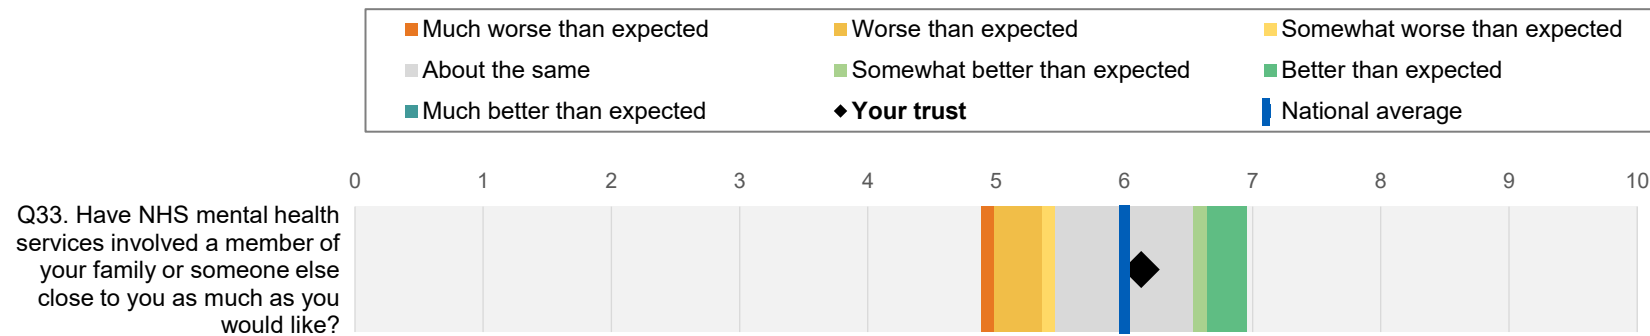 Much worse than expected Worse than expected Somewhat worse than expected
About the same Somewhat better than expected Better than expected
Much better than expected Your trust National average
0 1 2 3 4 5 6 7 8 9 10
Q33. Have NHS mental health
services involved a member of
your family or someone else
close to you as much as you
would like?